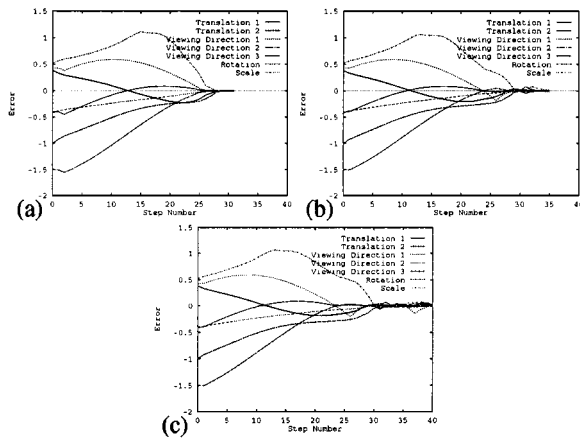 1.5
1
0.5
0
-0.5
-1
-1.5
-2
Error
0 5 10 15 20 25 30 35 40
Step Number
Translation 1
Translation 2
Viewing Direction 1
Viewing Direction 2
Viewing Direction 3
Rotation
Scale
(a)
1.5
1
0.5
0
-0.5
-1
-1.5
-2
Error
0 5 10 15 20 25 30 35 40
Step Number
Translation 1
Translation 2
Viewing Direction 1
Viewing Direction 2
Viewing Direction 3
Rotation
Scale
(b)
1.5
1
0.5
0
-0.5
-1
-1.5
-2
Error
0 5 10 15 20 25 30 35 40
Step Number
Translation 1
Translation 2
Viewing Direction 1
Viewing Direction 2
Viewing Direction 3
Rotation
Scale
(c)